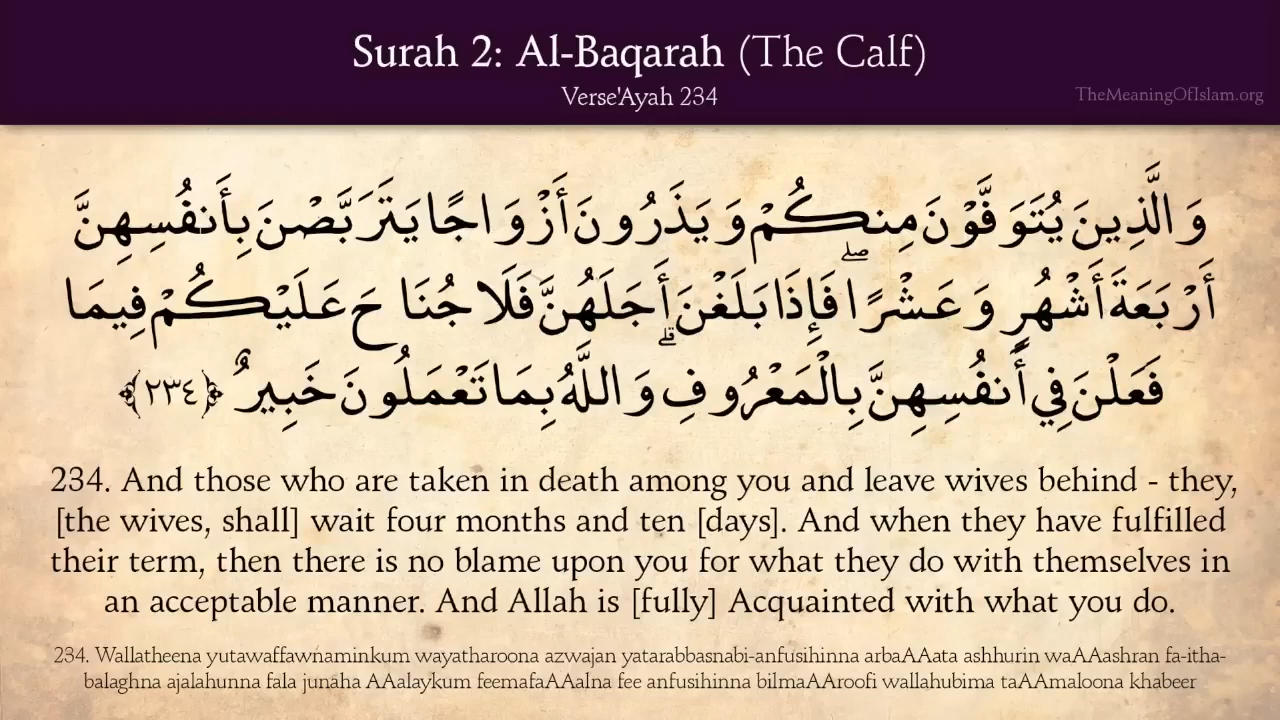 Surah 2: Al-Baqarah (The Calf)
Verse'Ayah 234
TheMeaningOfIslam.org
وَالَّذِينَ يُتَوَفَّوْنَ مِنكُمْ وَيَذَرُونَ أَزْوَاجًا يَتَرَبَّصْنَ بِأَنفُسِهِنَّ
أَرْبَعَةَ أَشْهُرٍ وَعَشْرًا ۖ فَإِذَا بَلَغْنَ أَجَلَهُنَّ فَلَا جُنَاحَ عَلَيْكُمْ فِيمَا
فَعَلْنَ فِي أَنفُسِهِنَّ بِالْمَعْرُوفِ ۗ وَاللَّهُ بِمَا تَعْمَلُونَ خَبِيرٌ ﴿٢٣٤﴾
234. And those who are taken in death among you and leave wives behind - they,
[the wives, shall] wait four months and ten [days]. And when they have fulfilled
their term, then there is no blame upon you for what they do with themselves in
an acceptable manner. And Allah is [fully] Acquainted with what you do.
234. Wallatheena yutawaffawnaminkum wayatharoona azwajan yatarabbasnabi-anfusihinna arbaAAata ashhurin waAAashran fa-itha-
balaghna ajalahunna fala junaha AAalaykum feemafaAAalna fee anfusihinna bilmaAAroofi wallahubima taAAmaloona khabeer